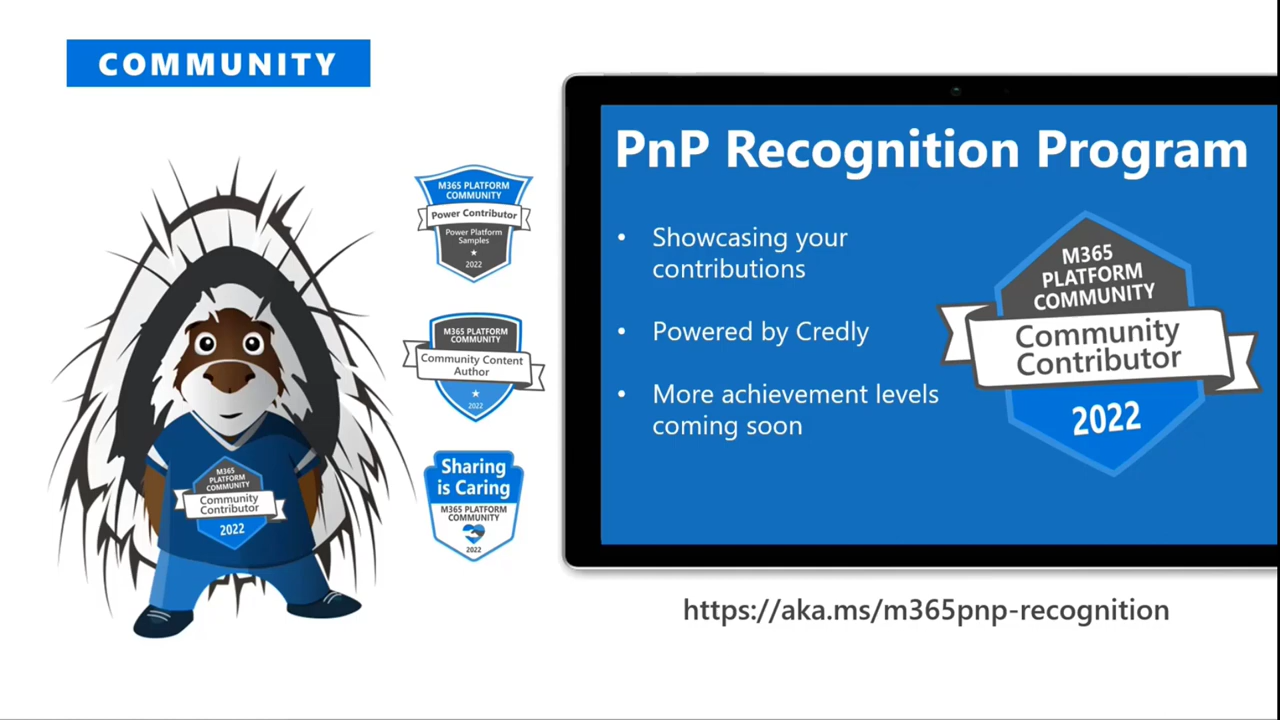 COMMUNITY
M365 PLATFORM
COMMUNITY
Power Contributor
Power Platform
Samples
2022
M365 PLATFORM
COMMUNITY
Community Content
Author
2022
Sharing
is Caring
M365 PLATFORM
COMMUNITY
2022
M365
PLATFORM
COMMUNITY
Community
Contributor
2022
PnP Recognition Program
• Showcasing your
contributions
• Powered by Credly
• More achievement levels
coming soon
M365
PLATFORM
COMMUNITY
Community
Contributor
2022
https://aka.ms/m365pnp-recognition